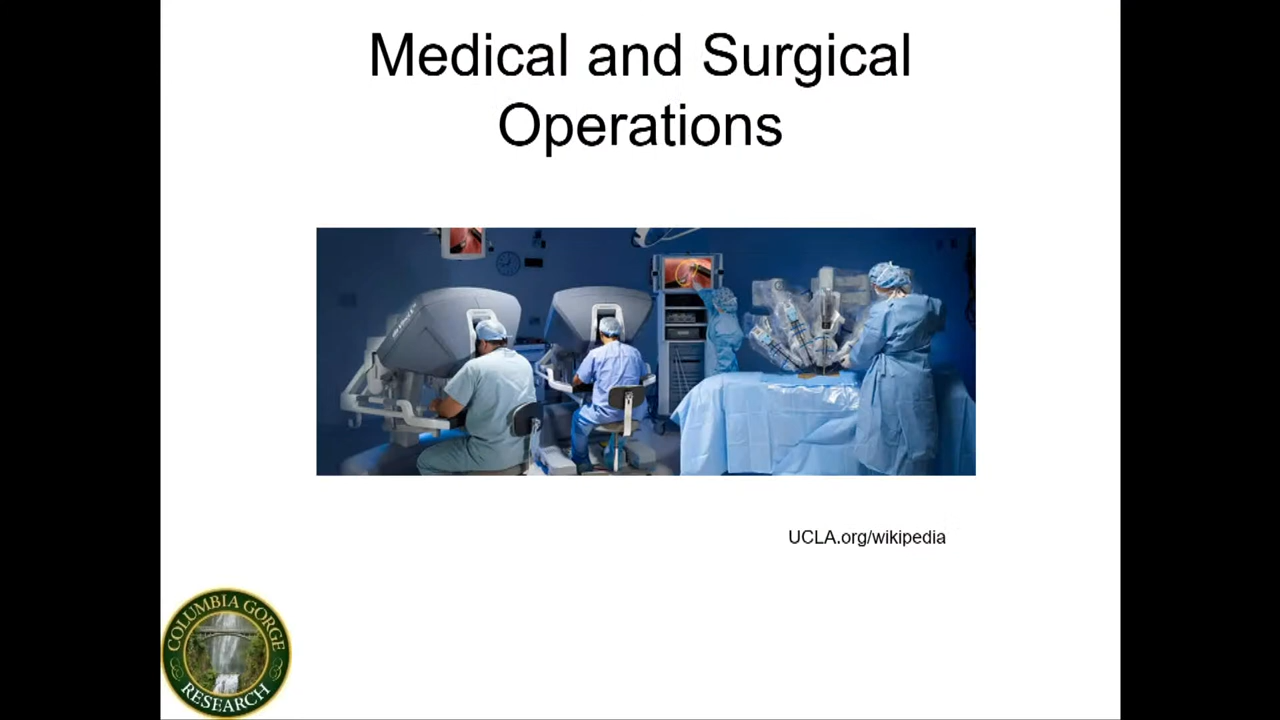 Medical and Surgical
Operations
UCLA.org/wikipedia
COLUMBIA GORGE
RESEARCH